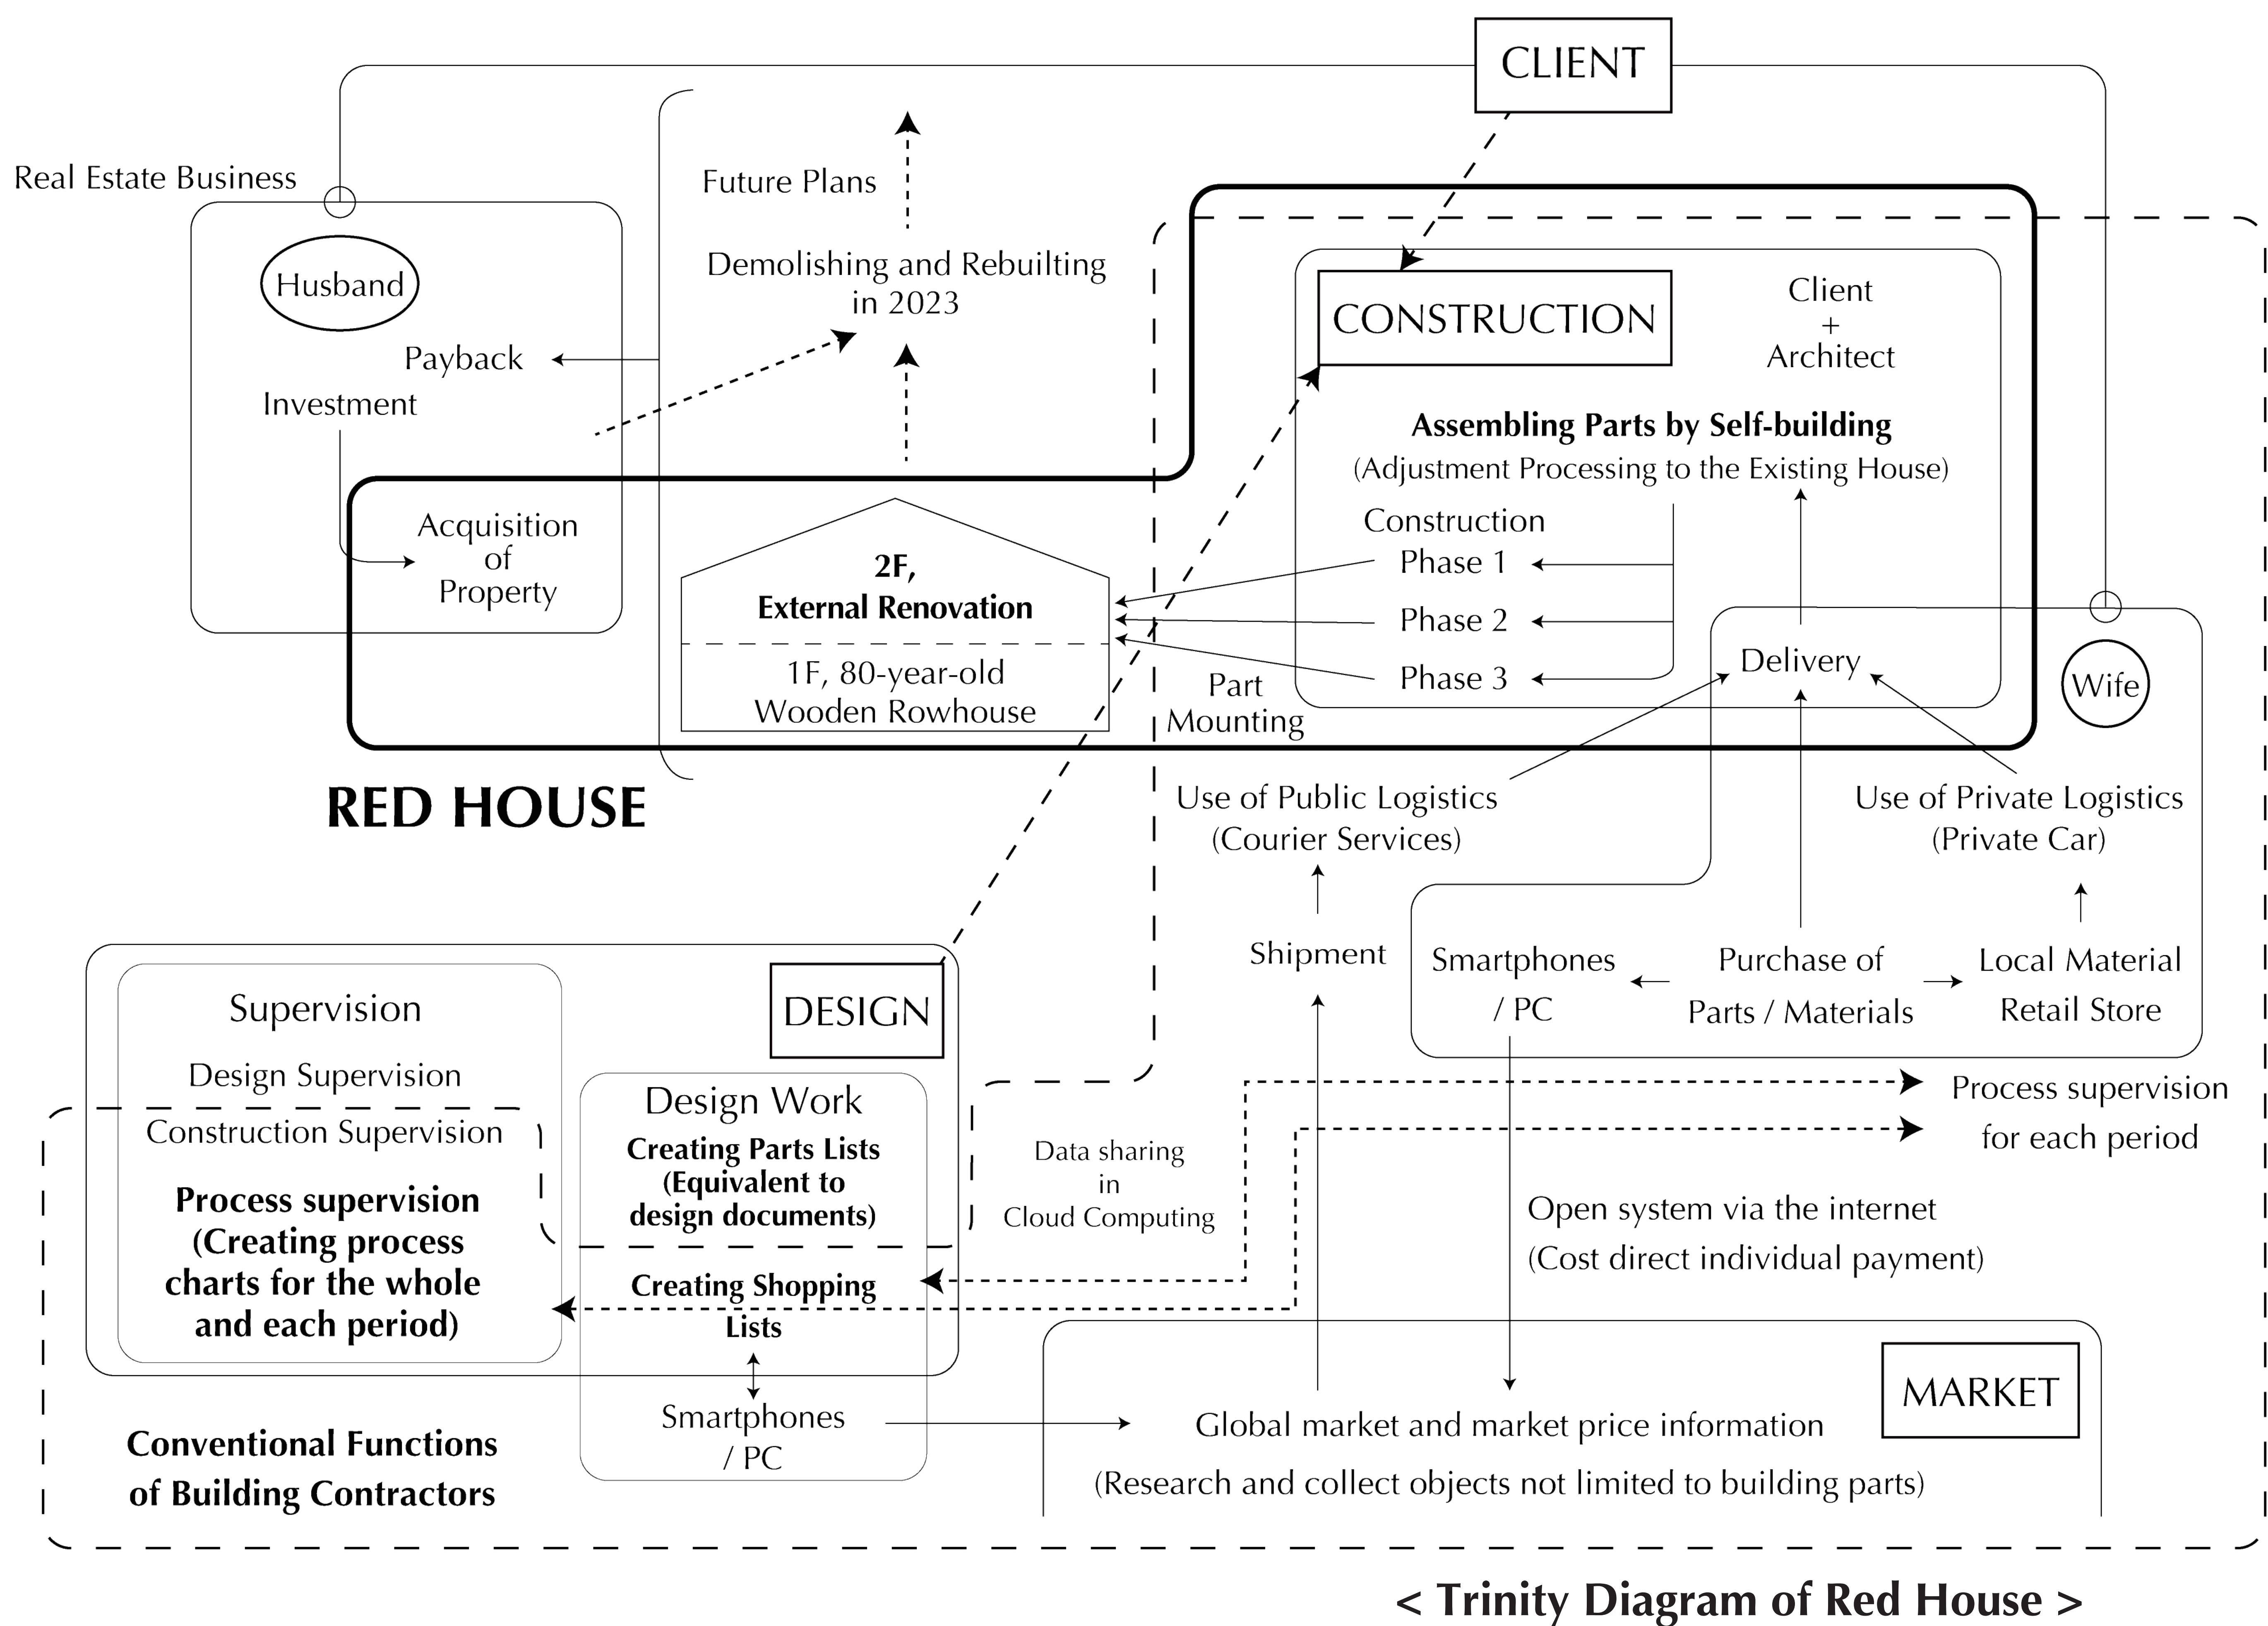 CLIENT
Real Estate Business
Husband
Payback
Investment
Acquisition
of
Property
Future Plans
Demolishing and Rebuilting
in 2023
CONSTRUCTION
Client
+
Architect
Assembling Parts by Self-building
(Adjustment Processing to the Existing House)
Construction
Phase 1
Phase 2
Phase 3
2F,
External Renovation
1F, 80-year-old
Wooden Rowhouse
Part
Mounting
Delivery
Wife
RED HOUSE
Use of Public Logistics
(Courier Services)
Use of Private Logistics
(Private Car)
Shipment
Smartphones
/ PC
Purchase of
Parts / Materials
Local Material
Retail Store
DESIGN
Supervision
Design Supervision
Construction Supervision
Process supervision
(Creating process
charts for the whole
and each period)
Design Work
Creating Parts Lists
(Equivalent to
design documents)
Creating Shopping
Lists
Smartphones
/ PC
Data sharing
in
Cloud Computing
Process supervision
for each period
Open system via the internet
(Cost direct individual payment)
MARKET
Global market and market price information
(Research and collect objects not limited to building parts)
Conventional Functions
of Building Contractors
< Trinity Diagram of Red House >